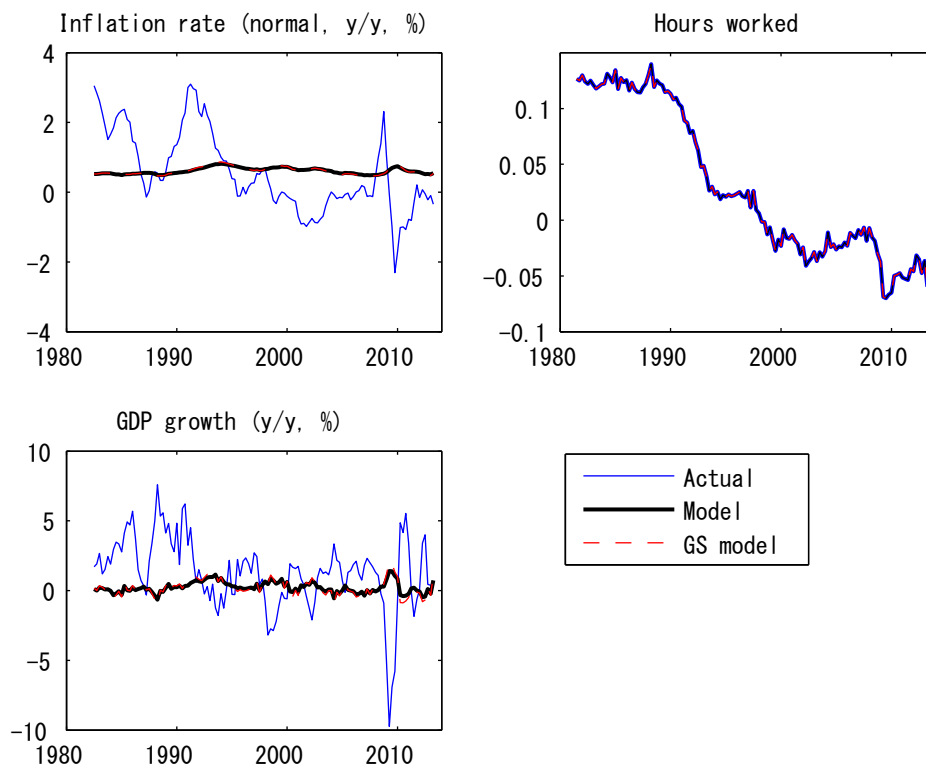 Inflation rate (normal, y/y, %)
4
2
0
-2
-4
1980 1990 2000 2010
Hours worked
0.1
0.05
0
-0.05
-0.1
1980 1990 2000 2010
GDP growth (y/y, %)
10
5
0
-5
-10
1980 1990 2000 2010
Actual
Model
GS model